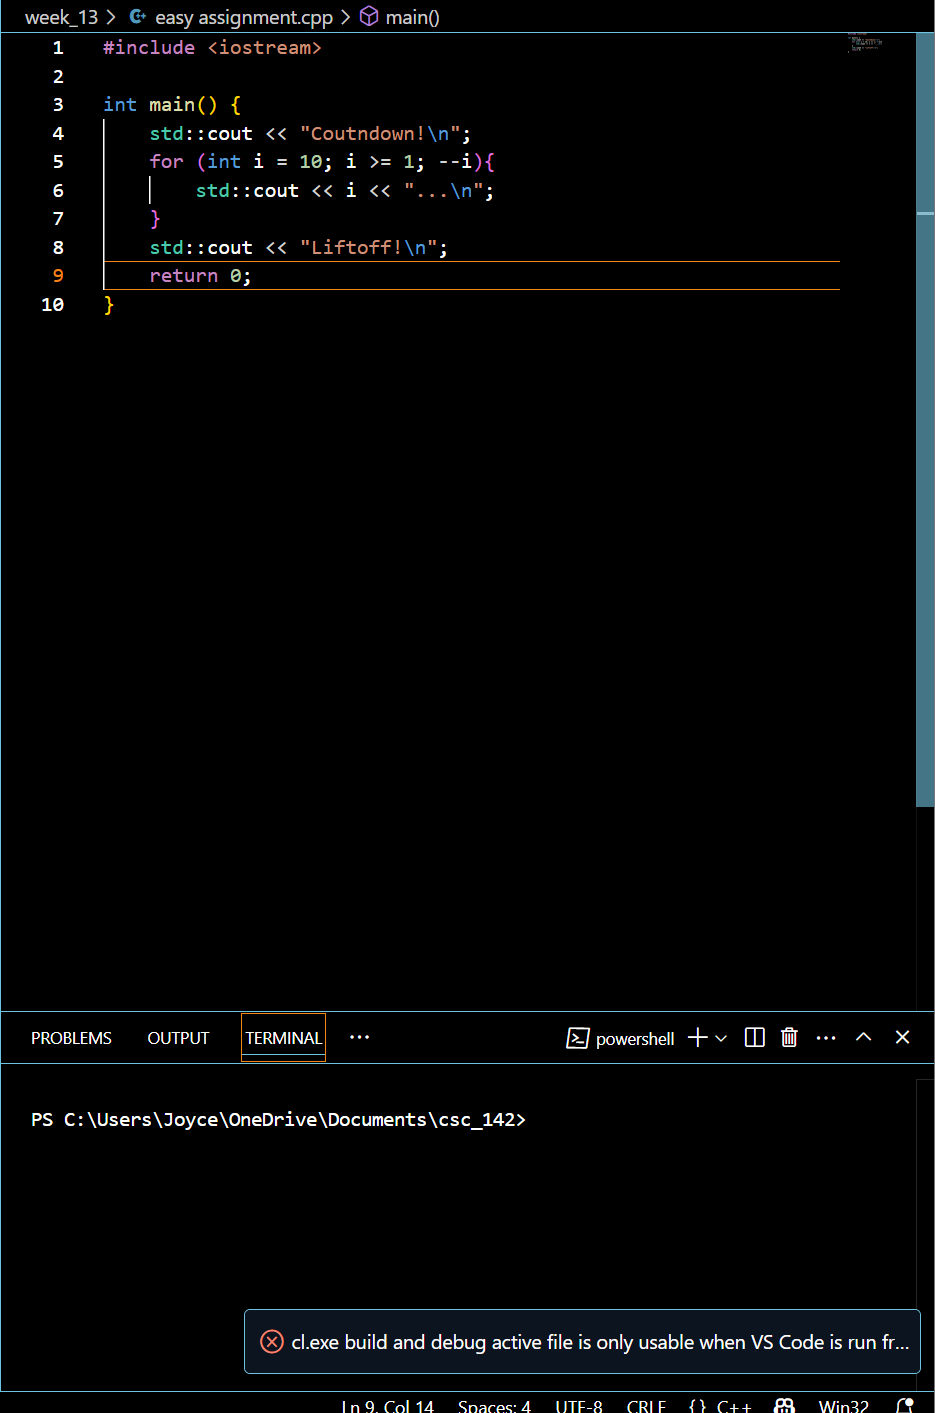 week_13 > easy assignment.cpp > main()
1 #include <iostream>
2
3 int main() {
4 std::cout << "Coutndown!\n";
5 for (int i = 10; i >= 1; --i){
6 std::cout << i << "...\n";
7 }
8 std::cout << "Liftoff!\n";
9 return 0;
10 }
PROBLEMS OUTPUT TERMINAL ... powershell
PS C:\Users\Joyce\OneDrive\Documents\csc_142>
cl.exe build and debug active file is only usable when VS Code is run fr...
Ln 9, Col 14 Spaces: 4 UTF-8 CRLF {} C++ Win32